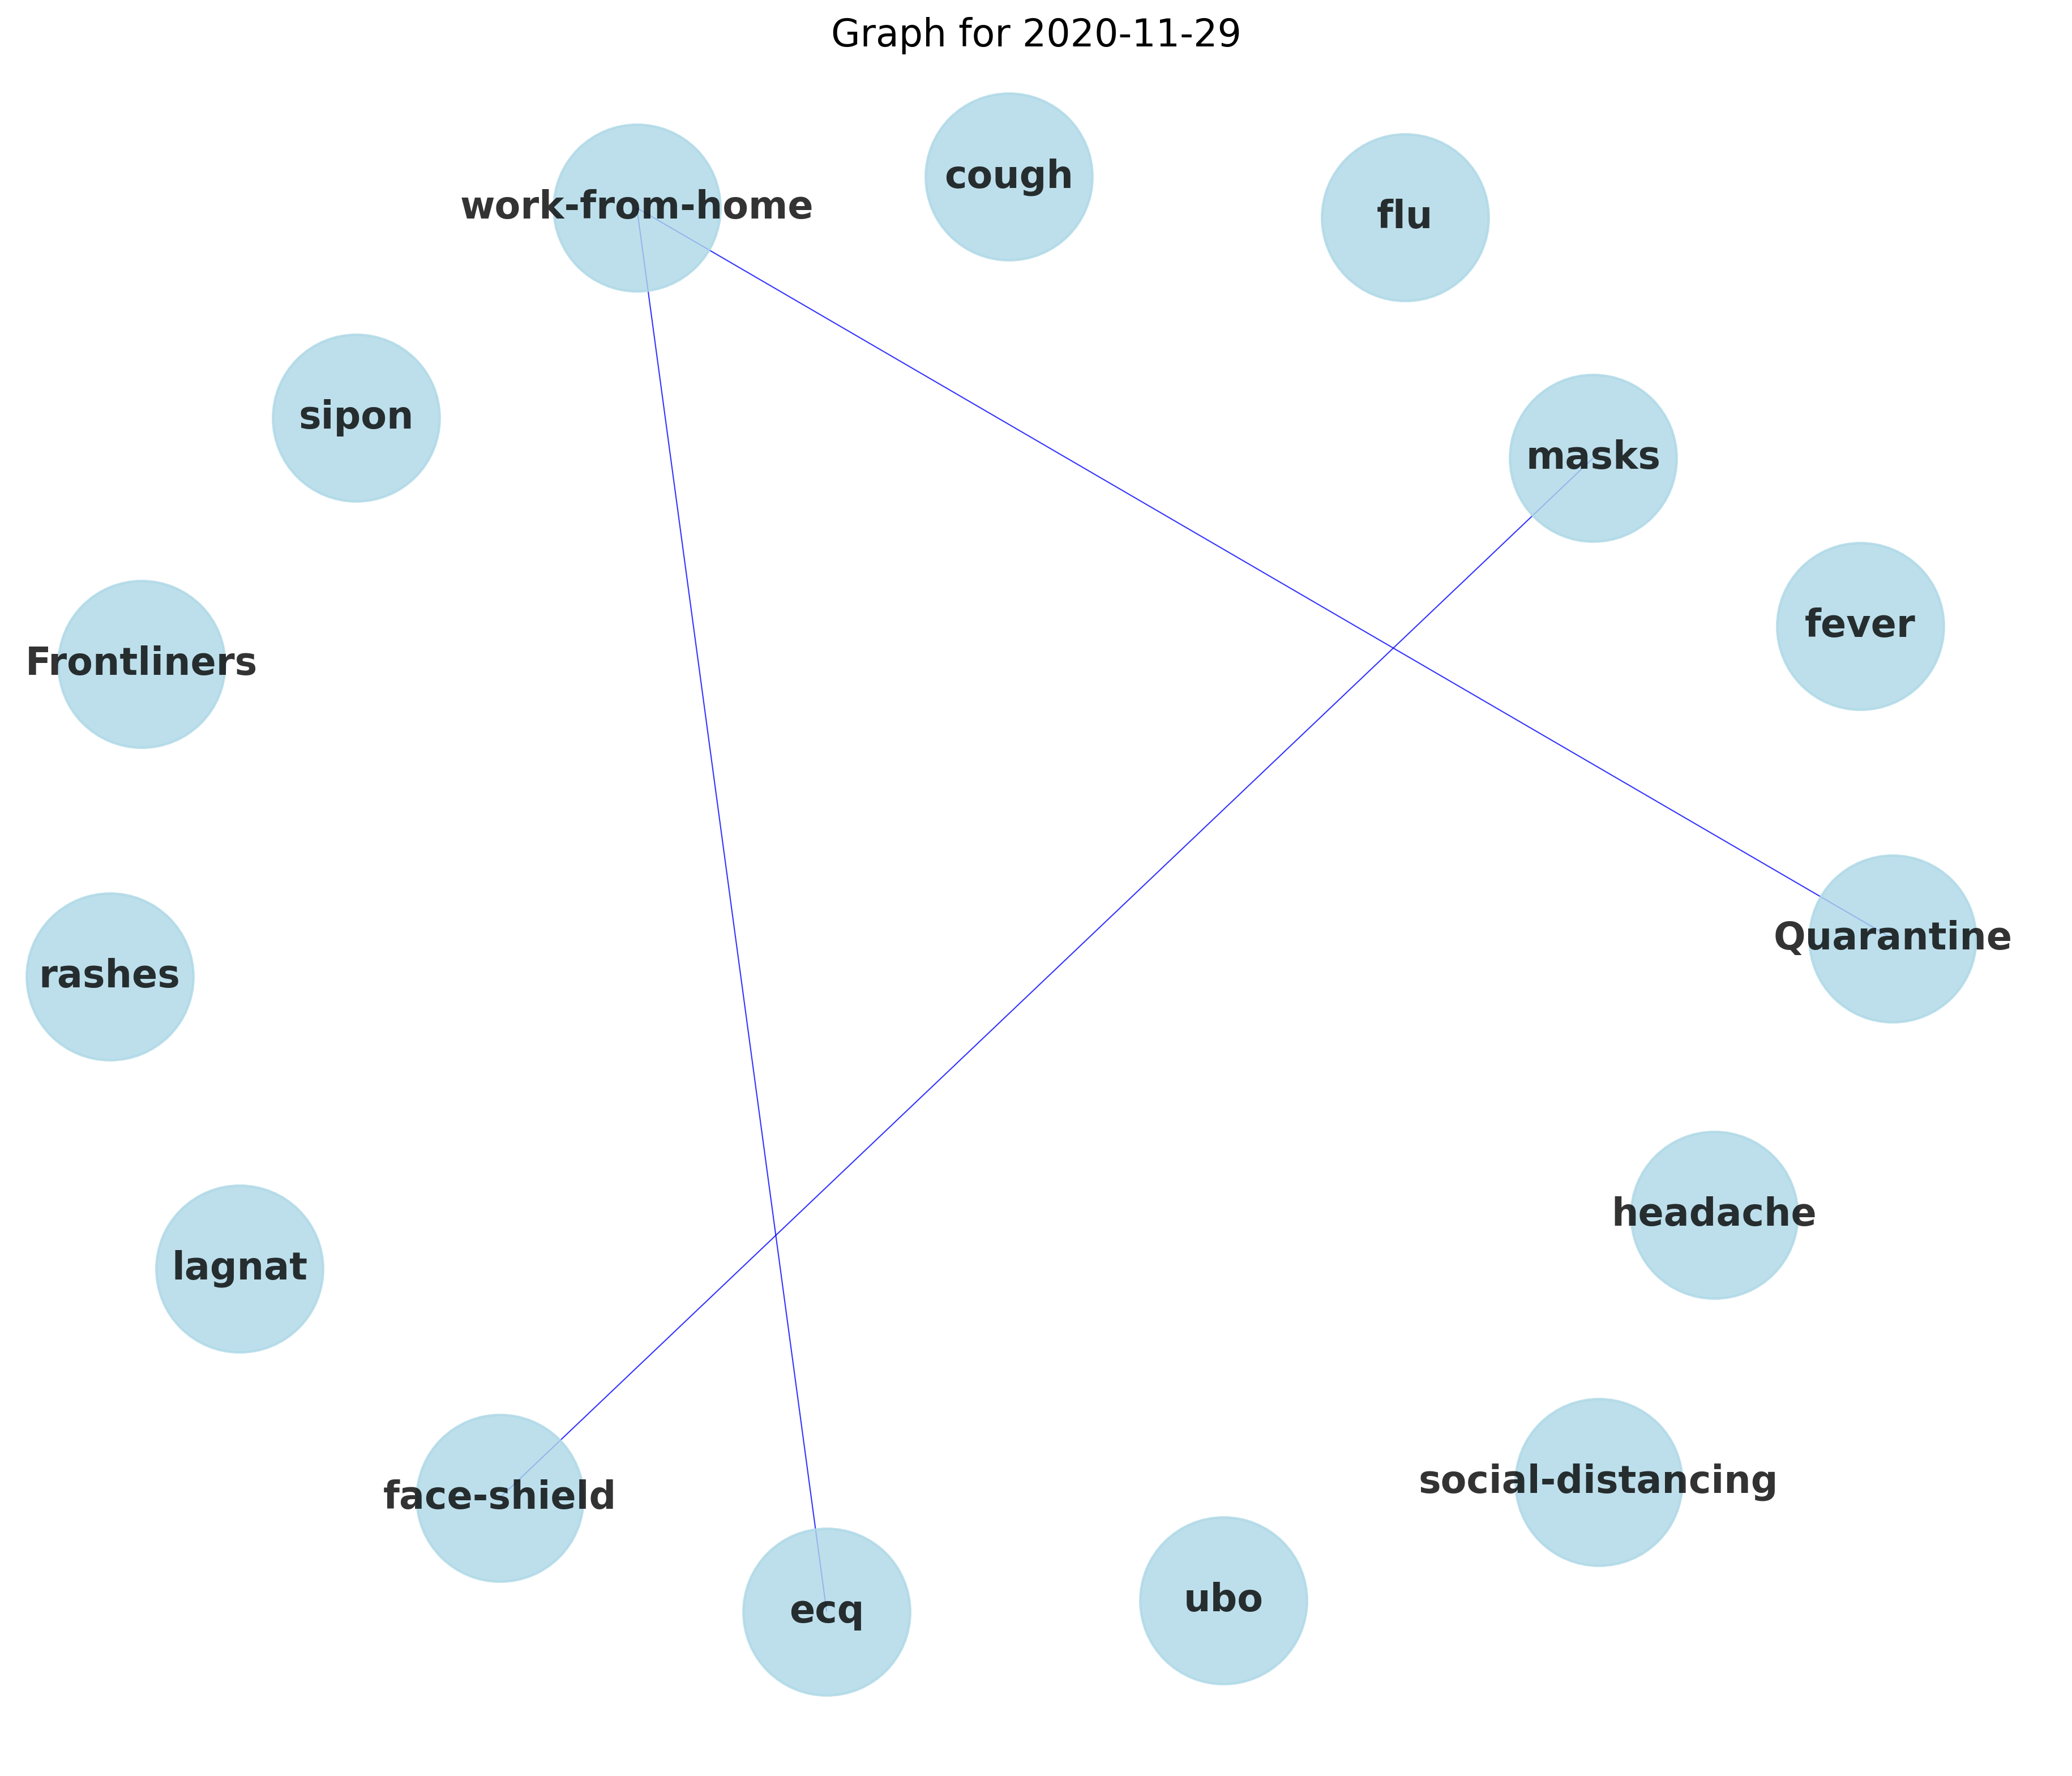 Graph for 2020-11-29
cough
work-from-home
flu
sipon
masks
fever
Frontliners
Quarantine
rashes
headache
lagnat
social-distancing
face-shield
ubo
ecq